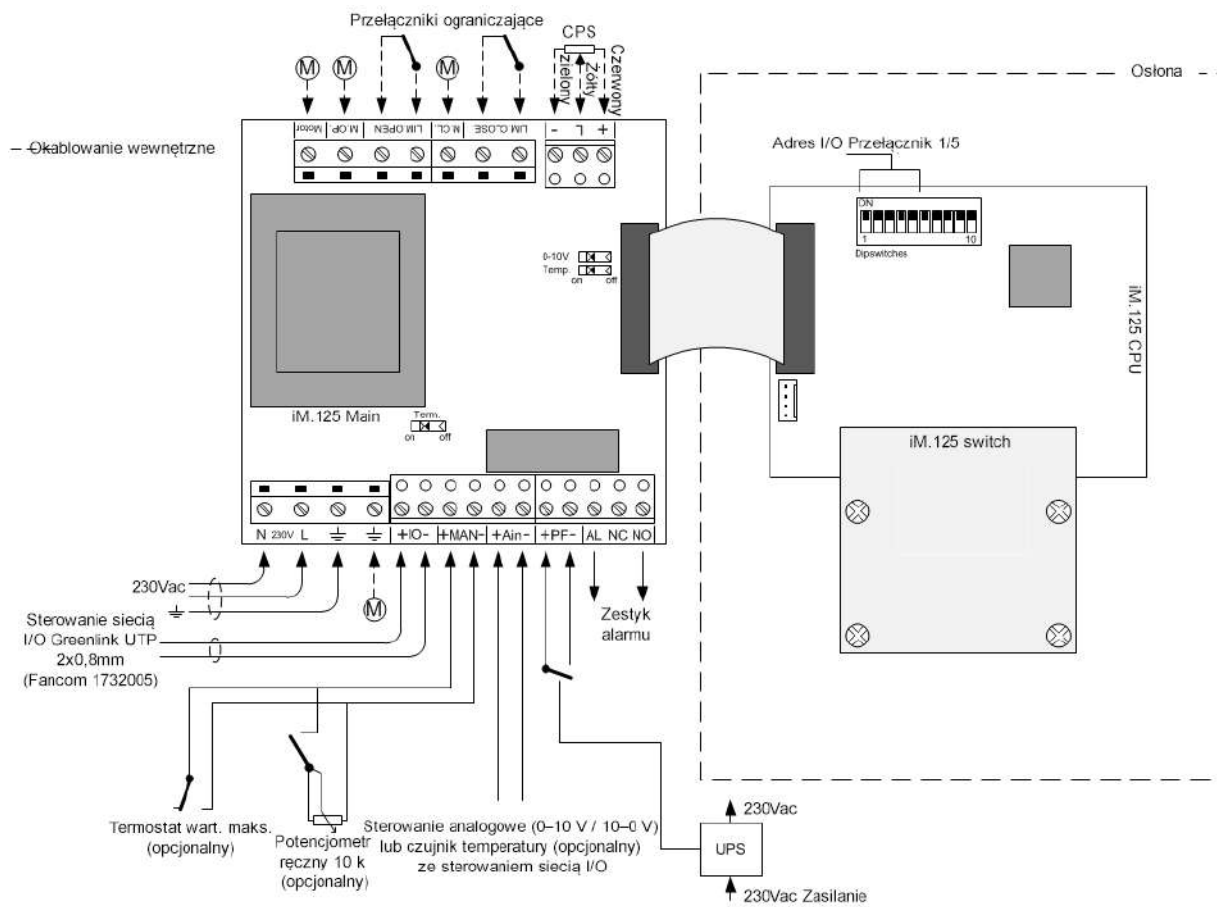 Przełączniki ograniczające
CPS
zielony
Żółty
Czerwony
Osłona
M
M
M
Motor
M.OP.
LIM.OPEN
M.CL.
LIM.CLOSE
-
L
+
Okablowanie wewnętrzne
Adres I/O Przełącznik 1/5
ON
1
10
Dipswitches
0-10V
Temp.
on
off
iM.125 CPU
iM.125 Main
Term.
on
off
iM.125 switch
N 230V L
+IO-
+MAN-
+Ain-
+PF-
AL
NC
NO
230Vac
M
Sterowanie siecią
I/O Greenlink UTP
2x0,8mm
(Fancom 1732005)
Zestyk
alarmu
Termostat wart. maks.
(opcjonalny)
Potencjometr
ręczny 10 k
(opcjonalny)
Sterowanie analogowe (0–10 V / 10–0 V)
lub czujnik temperatury (opcjonalny)
ze sterowaniem siecią I/O
230Vac
UPS
230Vac Zasilanie